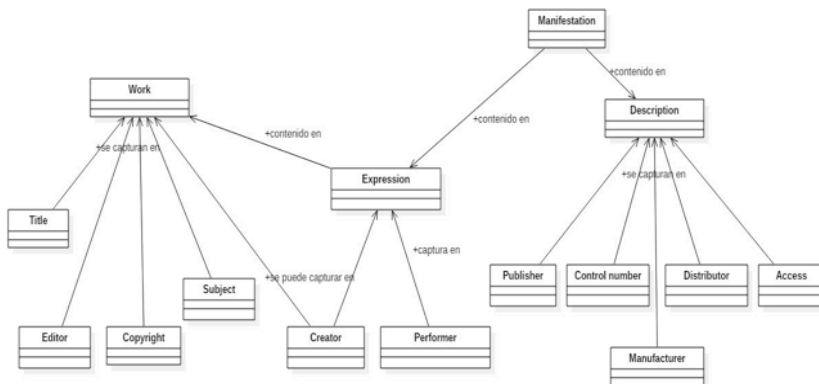 Manifestation
+contenido en
Work
Description
+contenido en
+contenido en
+se capturan en
Expression
+se capturan en
Title
+captura en
Publisher
Control number
Distributor
Access
Subject
+se puede capturar en
Editor
Copyright
Creator
Performer
Manufacturer